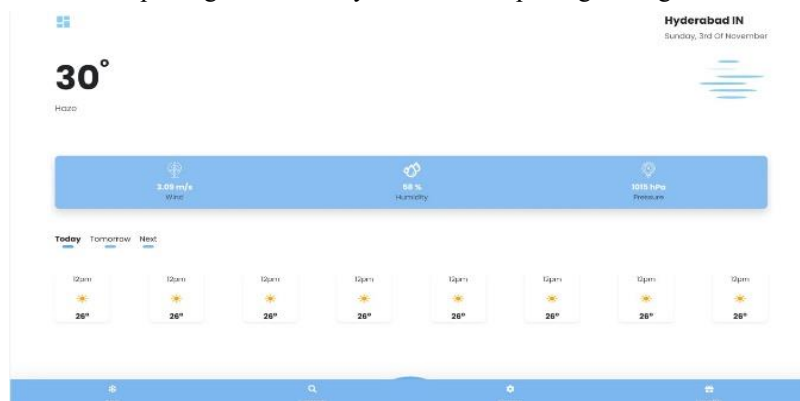 Hyderabad IN
Sunday, 3rd Of November
30°
Haze
3.09 m/s
Wind
58 %
Humidity
1015 hPa
Pressure
Today Tomorrow Next
12pm 12pm 12pm 12pm 12pm 12pm 12pm 12pm
26° 26° 26° 26° 26° 26° 26° 26°